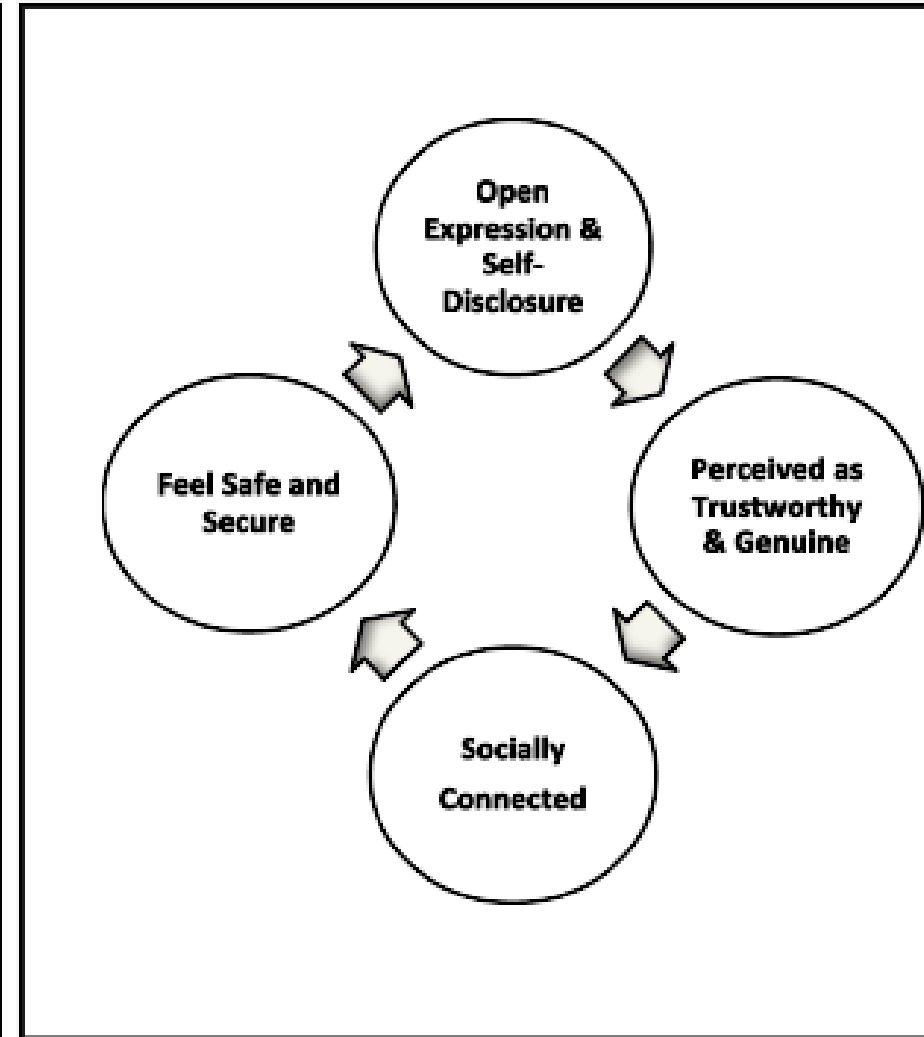 Open
Expression &
Self-
Disclosure
Perceived as
Trustworthy
& Genuine
Socially
Connected
Feel Safe and
Secure